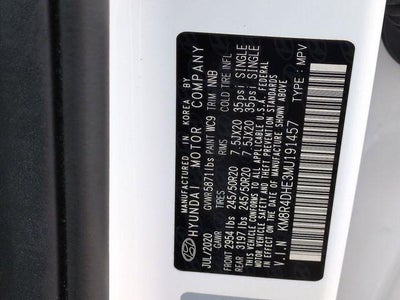 MANUFACTURED IN KOREA BY
HYUNDAI MOTOR COMPANY
GVWR 5871 lbs PAINT WC9 TRIM NNB
JUL/2020 TIRES COLD TIRE INFL
GAWR
FRONT 2954 lbs 245/50R20 7.5JX20 35psi SINGLE
REAR 3197 lbs 245/50R20 7.5JX20 35psi SINGLE
THIS VEHICLE CONFORMS TO ALL APPLICABLE U.S.A. FEDERAL
MOTOR VEHICLE SAFETY, BUMPER, AND THEFT PREVENTION STANDARDS
IN EFFECT ON THE DATE OF MANUFACTURE SHOWN ABOVE.
V.I.N : KM8R4DHE3MU191457 TYPE : MPV